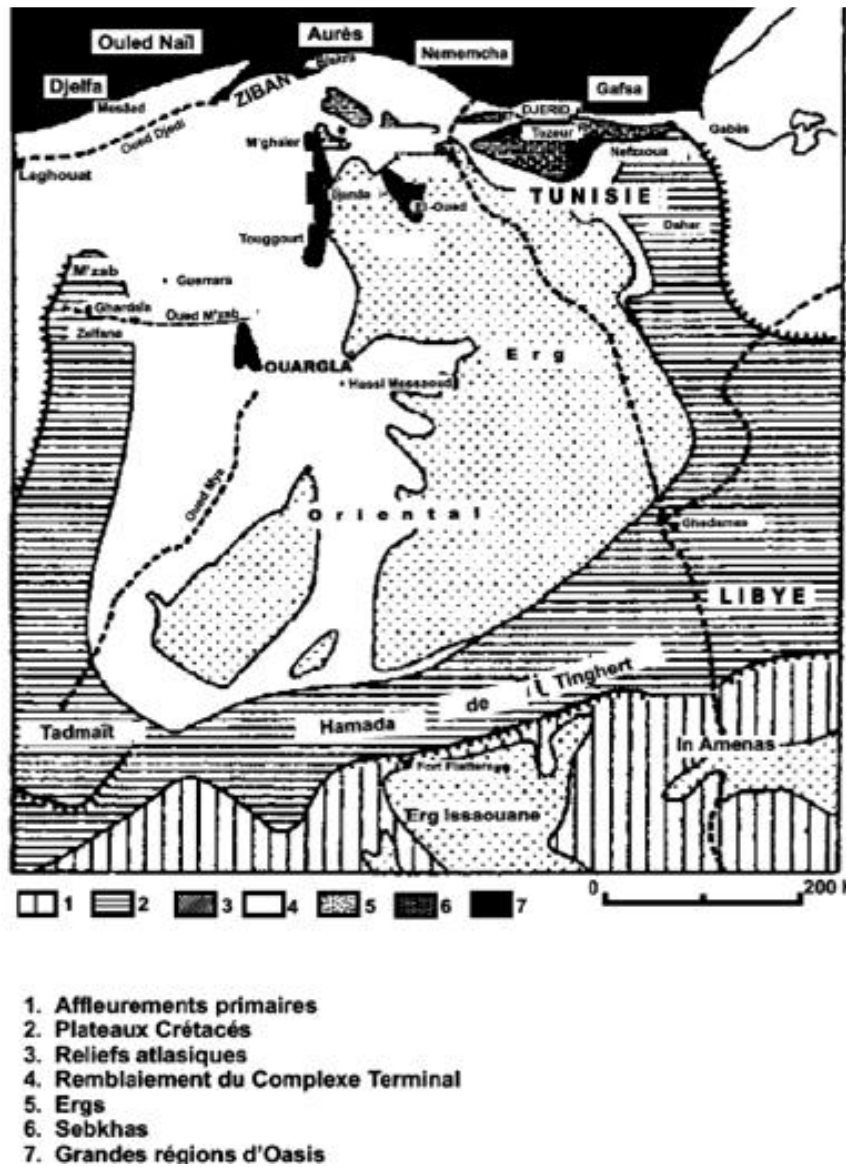 Ouled Naïl
Aurès
Nememcha
Biskra
Djelfa
ZIBAN
Gafsa
Messâed
DJERID
Oued Djedi
Tozeur
Gabès
M'ghaier
Nefzaoua
Laghouat
Djamâa
TUNISIE
El-Oued
Dahar
Touggourt
M'zab
Guerrara
Ghardaïa
Oued M'zab
Zelfana
Erg
OUARGLA
Hassi Messaoud
Oued Mya
Oriental
Ghadames
LIBYE
Tinghert
de
Tadmaït
Hamada
In Amenas
Fort Flatters
Erg Issaouane
1 2 3 4 5 6 7
0 200
1. Affleurements primaires
2. Plateaux Crétacés
3. Reliefs atlasiques
4. Remblaiement du Complexe Terminal
5. Ergs
6. Sebkhas
7. Grandes régions d'Oasis